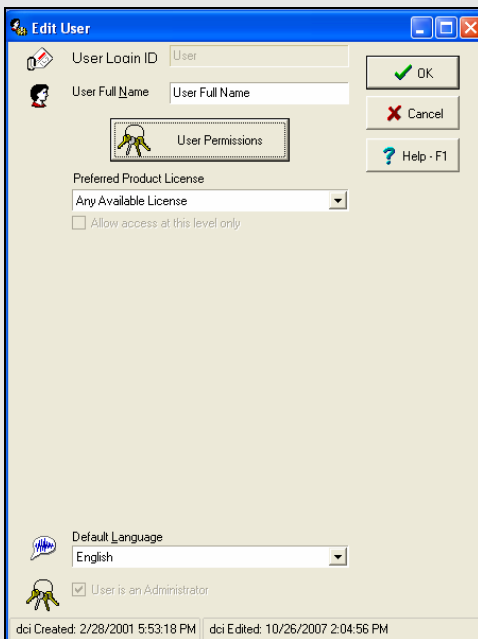 Edit User
User Login ID User
OK
User Full Name User Full Name
Cancel
User Permissions
Help - F1
Preferred Product License
Any Available License
Allow access at this level only
Default Language
English
User is an Administrator
dci Created: 2/28/2001 5:53:18 PM dci Edited: 10/26/2007 2:04:56 PM